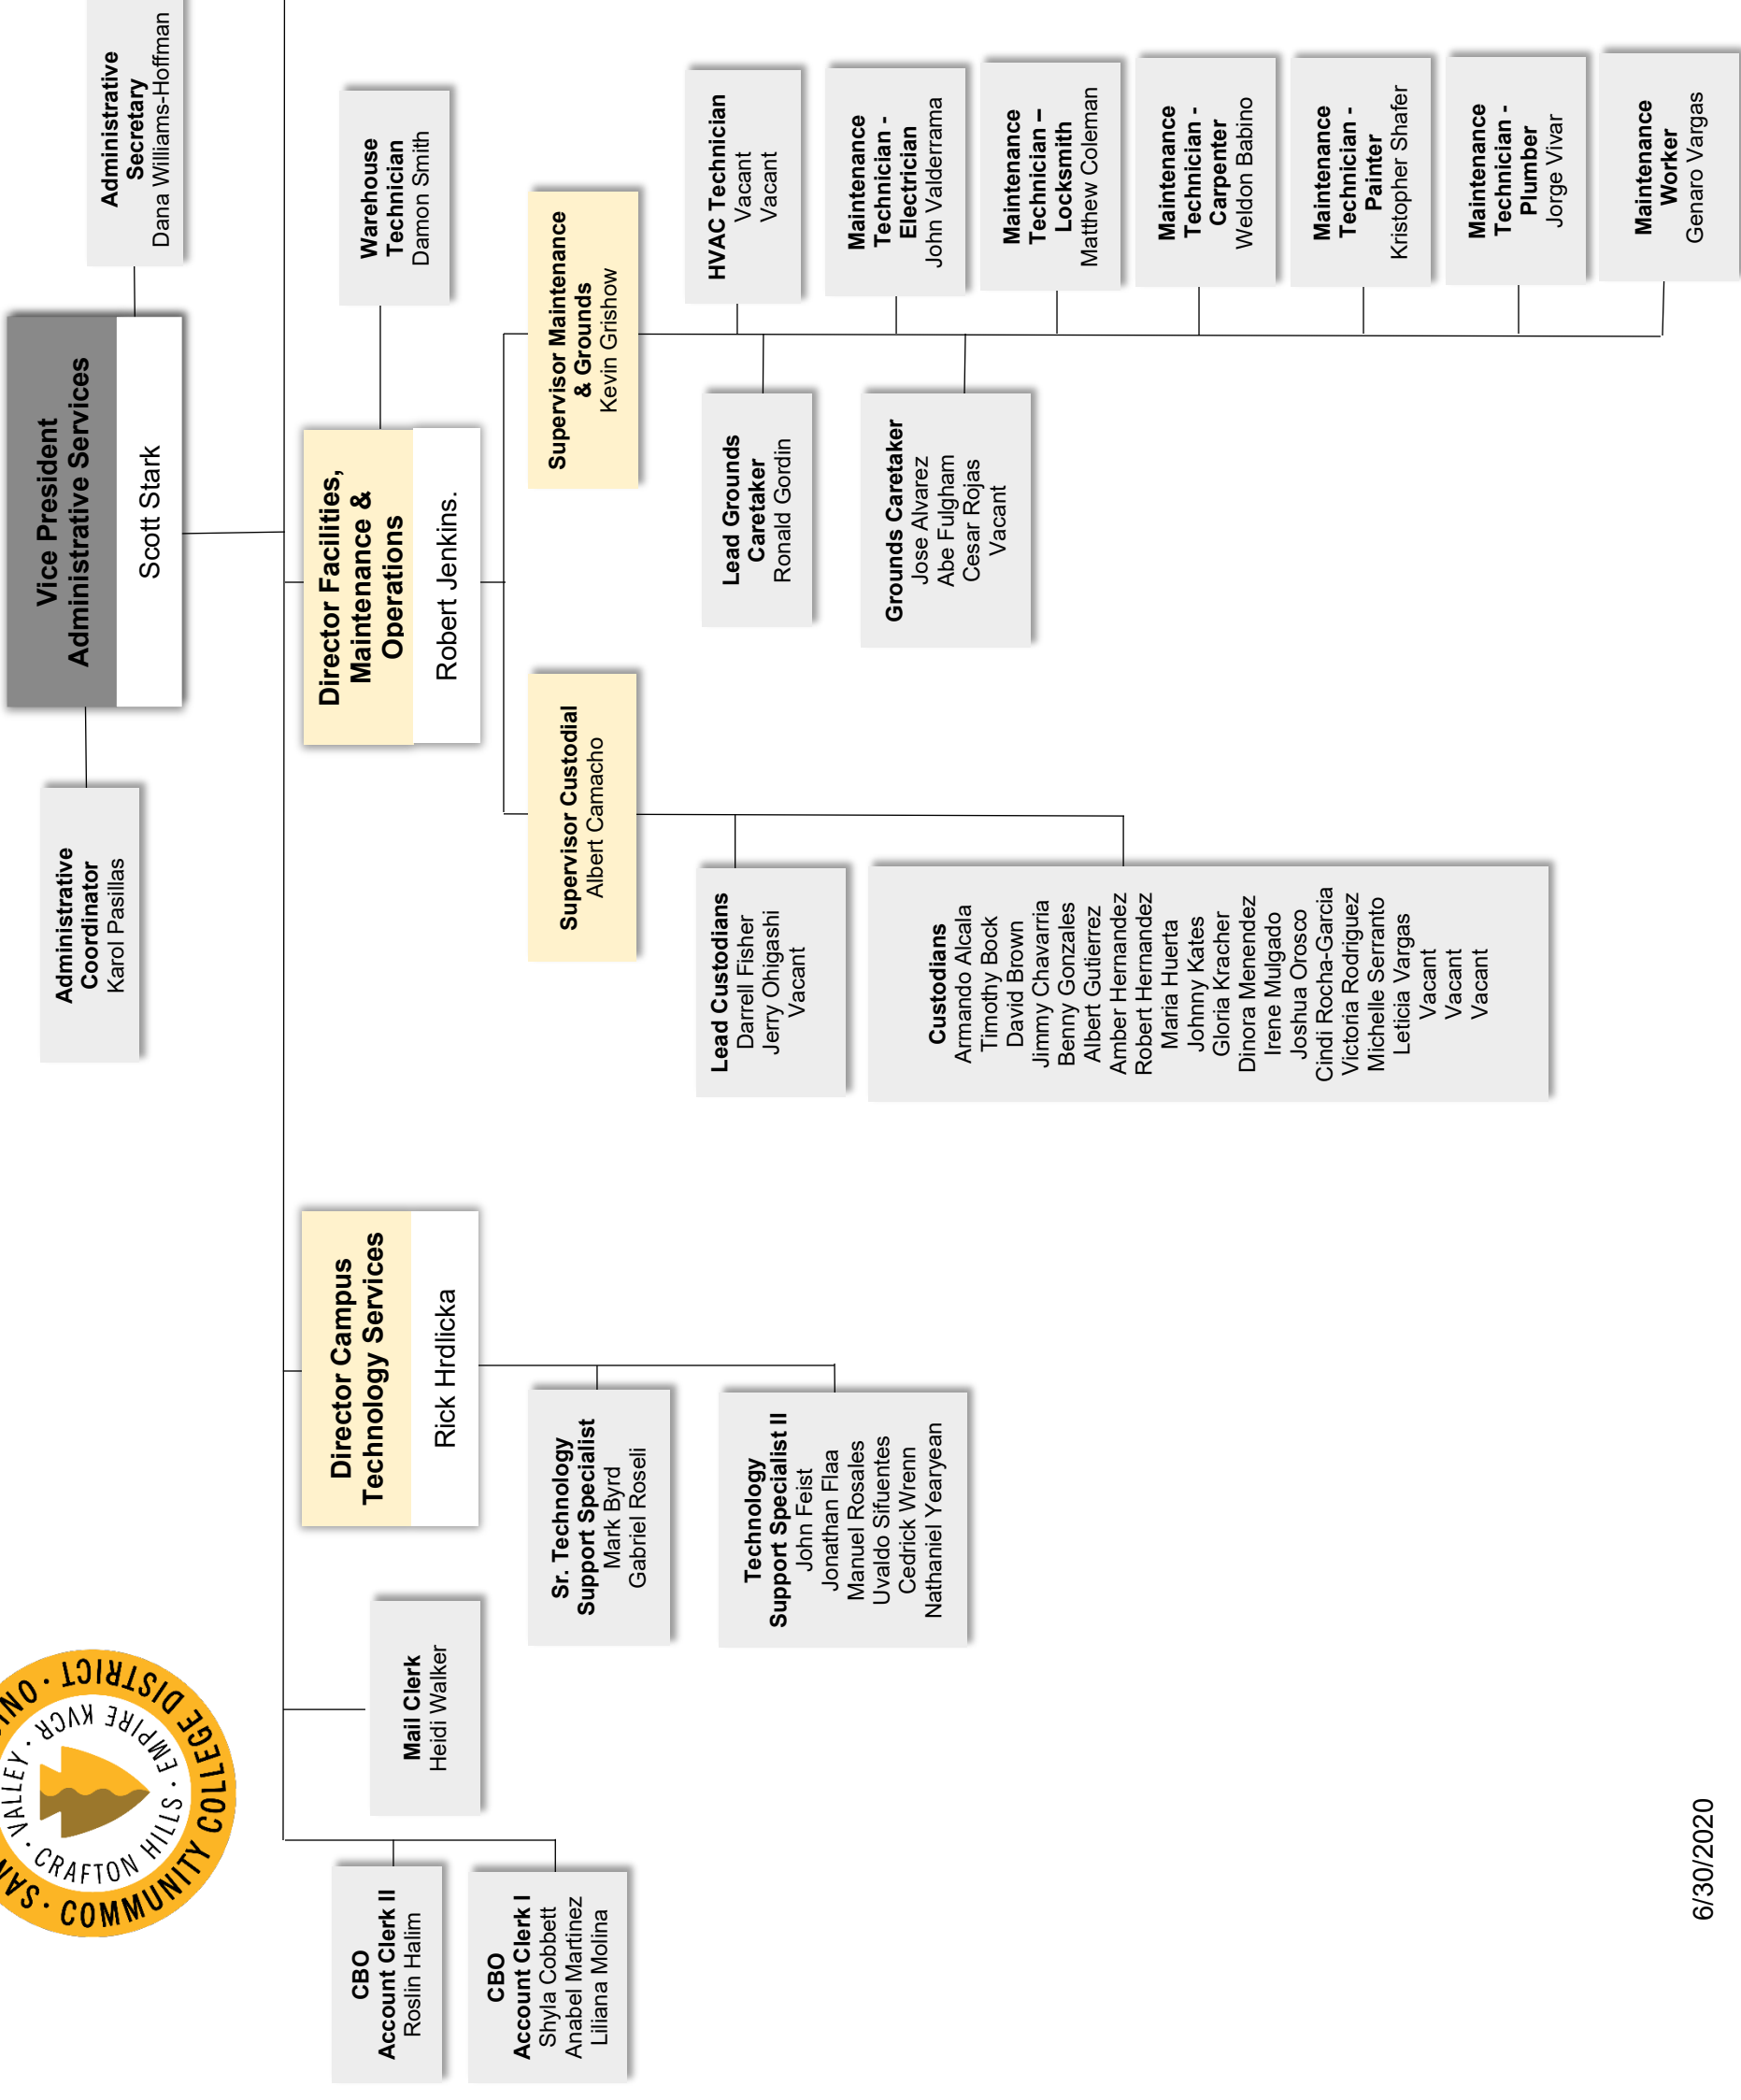 COMMUNITY COLLEGE DISTRICT
VALLEY · CRAFTON HILLS · EMPIRE KVCR
Vice President
Administrative Services
Scott Stark
Administrative
Coordinator
Karol Pasillas
Administrative
Secretary
Dana Williams-Hoffman
CBO
Account Clerk II
Roslin Halim
CBO
Account Clerk I
Shyla Cobbett
Anabel Martinez
Liliana Molina
Mail Clerk
Heidi Walker
Director Campus
Technology Services
Rick Hrdlicka
Sr. Technology
Support Specialist
Mark Byrd
Gabriel Roseli
Technology
Support Specialist II
John Feist
Jonathan Flaa
Manuel Rosales
Uvaldo Sifuentes
Cedrick Wrenn
Nathaniel Yearyean
Director Facilities,
Maintenance &
Operations
Robert Jenkins.
Warehouse
Technician
Damon Smith
Supervisor Custodial
Albert Camacho
Lead Custodians
Darrell Fisher
Jerry Ohigashi
Vacant
Custodians
Armando Alcala
Timothy Bock
David Brown
Jimmy Chavarria
Benny Gonzales
Albert Gutierrez
Amber Hernandez
Robert Hernandez
Maria Huerta
Johnny Kates
Gloria Kracher
Dinora Menendez
Irene Mulgado
Joshua Orosco
Cindi Rocha-Garcia
Victoria Rodriguez
Michelle Serranto
Leticia Vargas
Vacant
Vacant
Vacant
Supervisor Maintenance
& Grounds
Kevin Grishow
Lead Grounds
Caretaker
Ronald Gordin
Grounds Caretaker
Jose Alvarez
Abe Fulgham
Cesar Rojas
Vacant
HVAC Technician
Vacant
Vacant
Maintenance
Technician -
Electrician
John Valderrama
Maintenance
Technician –
Locksmith
Matthew Coleman
Maintenance
Technician -
Carpenter
Weldon Babino
Maintenance
Technician -
Painter
Kristopher Shafer
Maintenance
Technician -
Plumber
Jorge Vivar
Maintenance
Worker
Genaro Vargas
6/30/2020